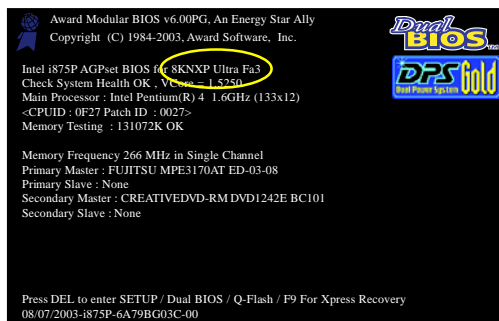 Award Modular BIOS v6.00PG, An Energy Star Ally
Copyright (C) 1984-2003, Award Software, Inc.
Dual BIOS
Intel i875P AGPset BIOS for 8KNXP Ultra Fa3
Check System Health OK , VCore = 1.5250
Main Processor : Intel Pentium(R) 4 1.6GHz (133x12)
<CPUID : 0F27 Patch ID : 0027>
Memory Testing : 131072K OK
DPS Gold
Dual Power System
Memory Frequency 266 MHz in Single Channel
Primary Master : FUJITSU MPE3170AT ED-03-08
Primary Slave : None
Secondary Master : CREATIVEDVD-RM DVD1242E BC101
Secondary Slave : None
Press DEL to enter SETUP / Dual BIOS / Q-Flash / F9 For Xpress Recovery
08/07/2003-i875P-6A79BG03C-00